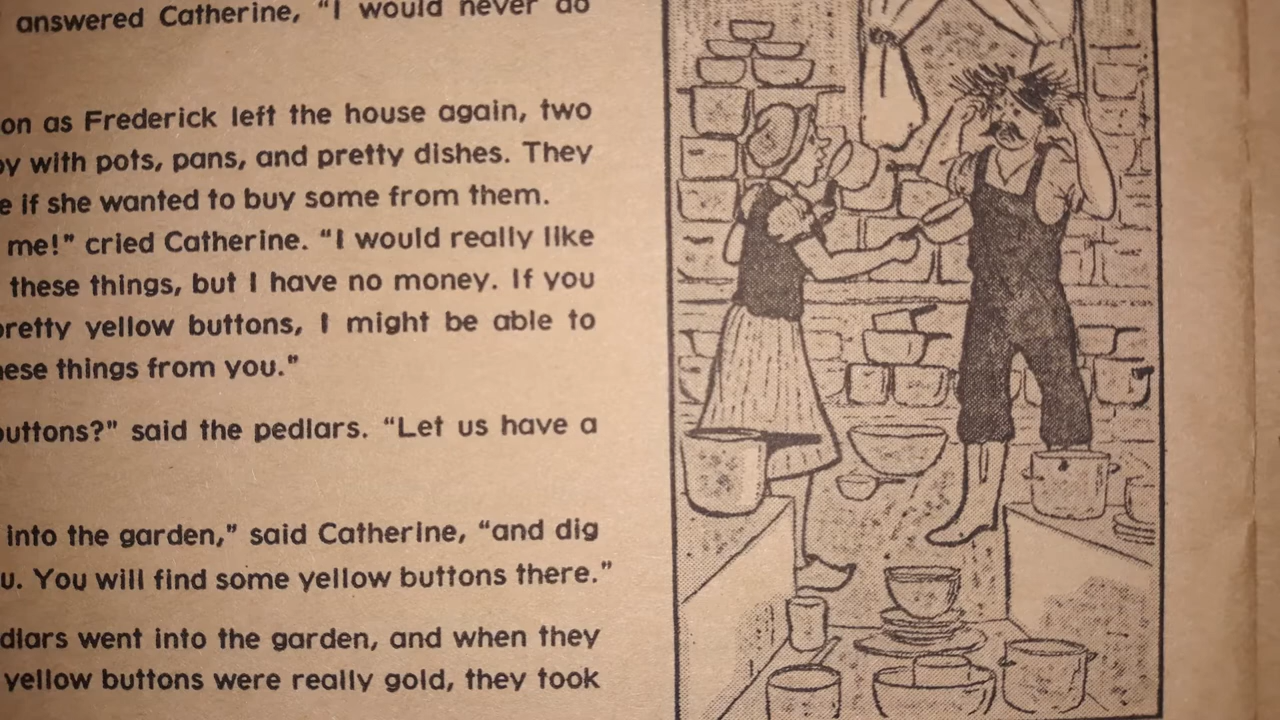 answered Catherine, “I would never do
on as Frederick left the house again, two
by with pots, pans, and pretty dishes. They
e if she wanted to buy some from them.
me!” cried Catherine. “I would really like
these things, but I have no money. If you
pretty yellow buttons, I might be able to
hese things from you.”
buttons?” said the pedlars. “Let us have a
into the garden,” said Catherine, “and dig
u. You will find some yellow buttons there.”
dlars went into the garden, and when they
yellow buttons were really gold, they took